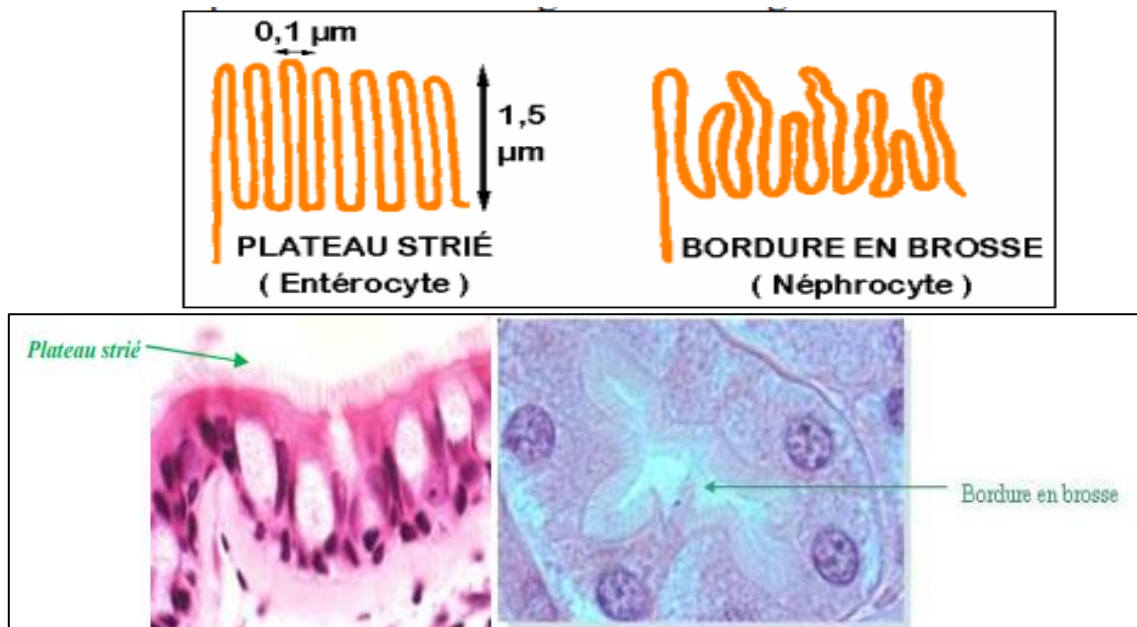 0,1 µm
1,5
µm
PLATEAU STRIÉ
( Entérocyte )
BORDURE EN BROSSE
( Néphrocyte )
Plateau strié
Bordure en brosse